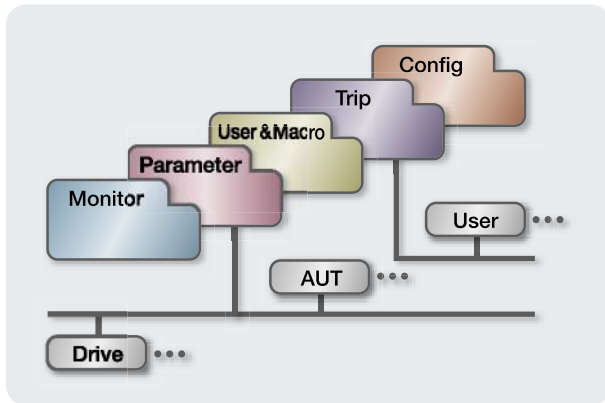 Config
Trip
User & Macro
Parameter
Monitor
User
AUT
Drive